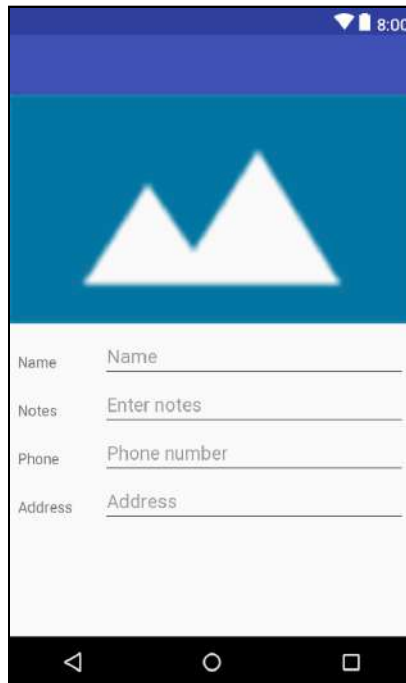 8:00
Name Name
Notes Enter notes
Phone Phone number
Address Address